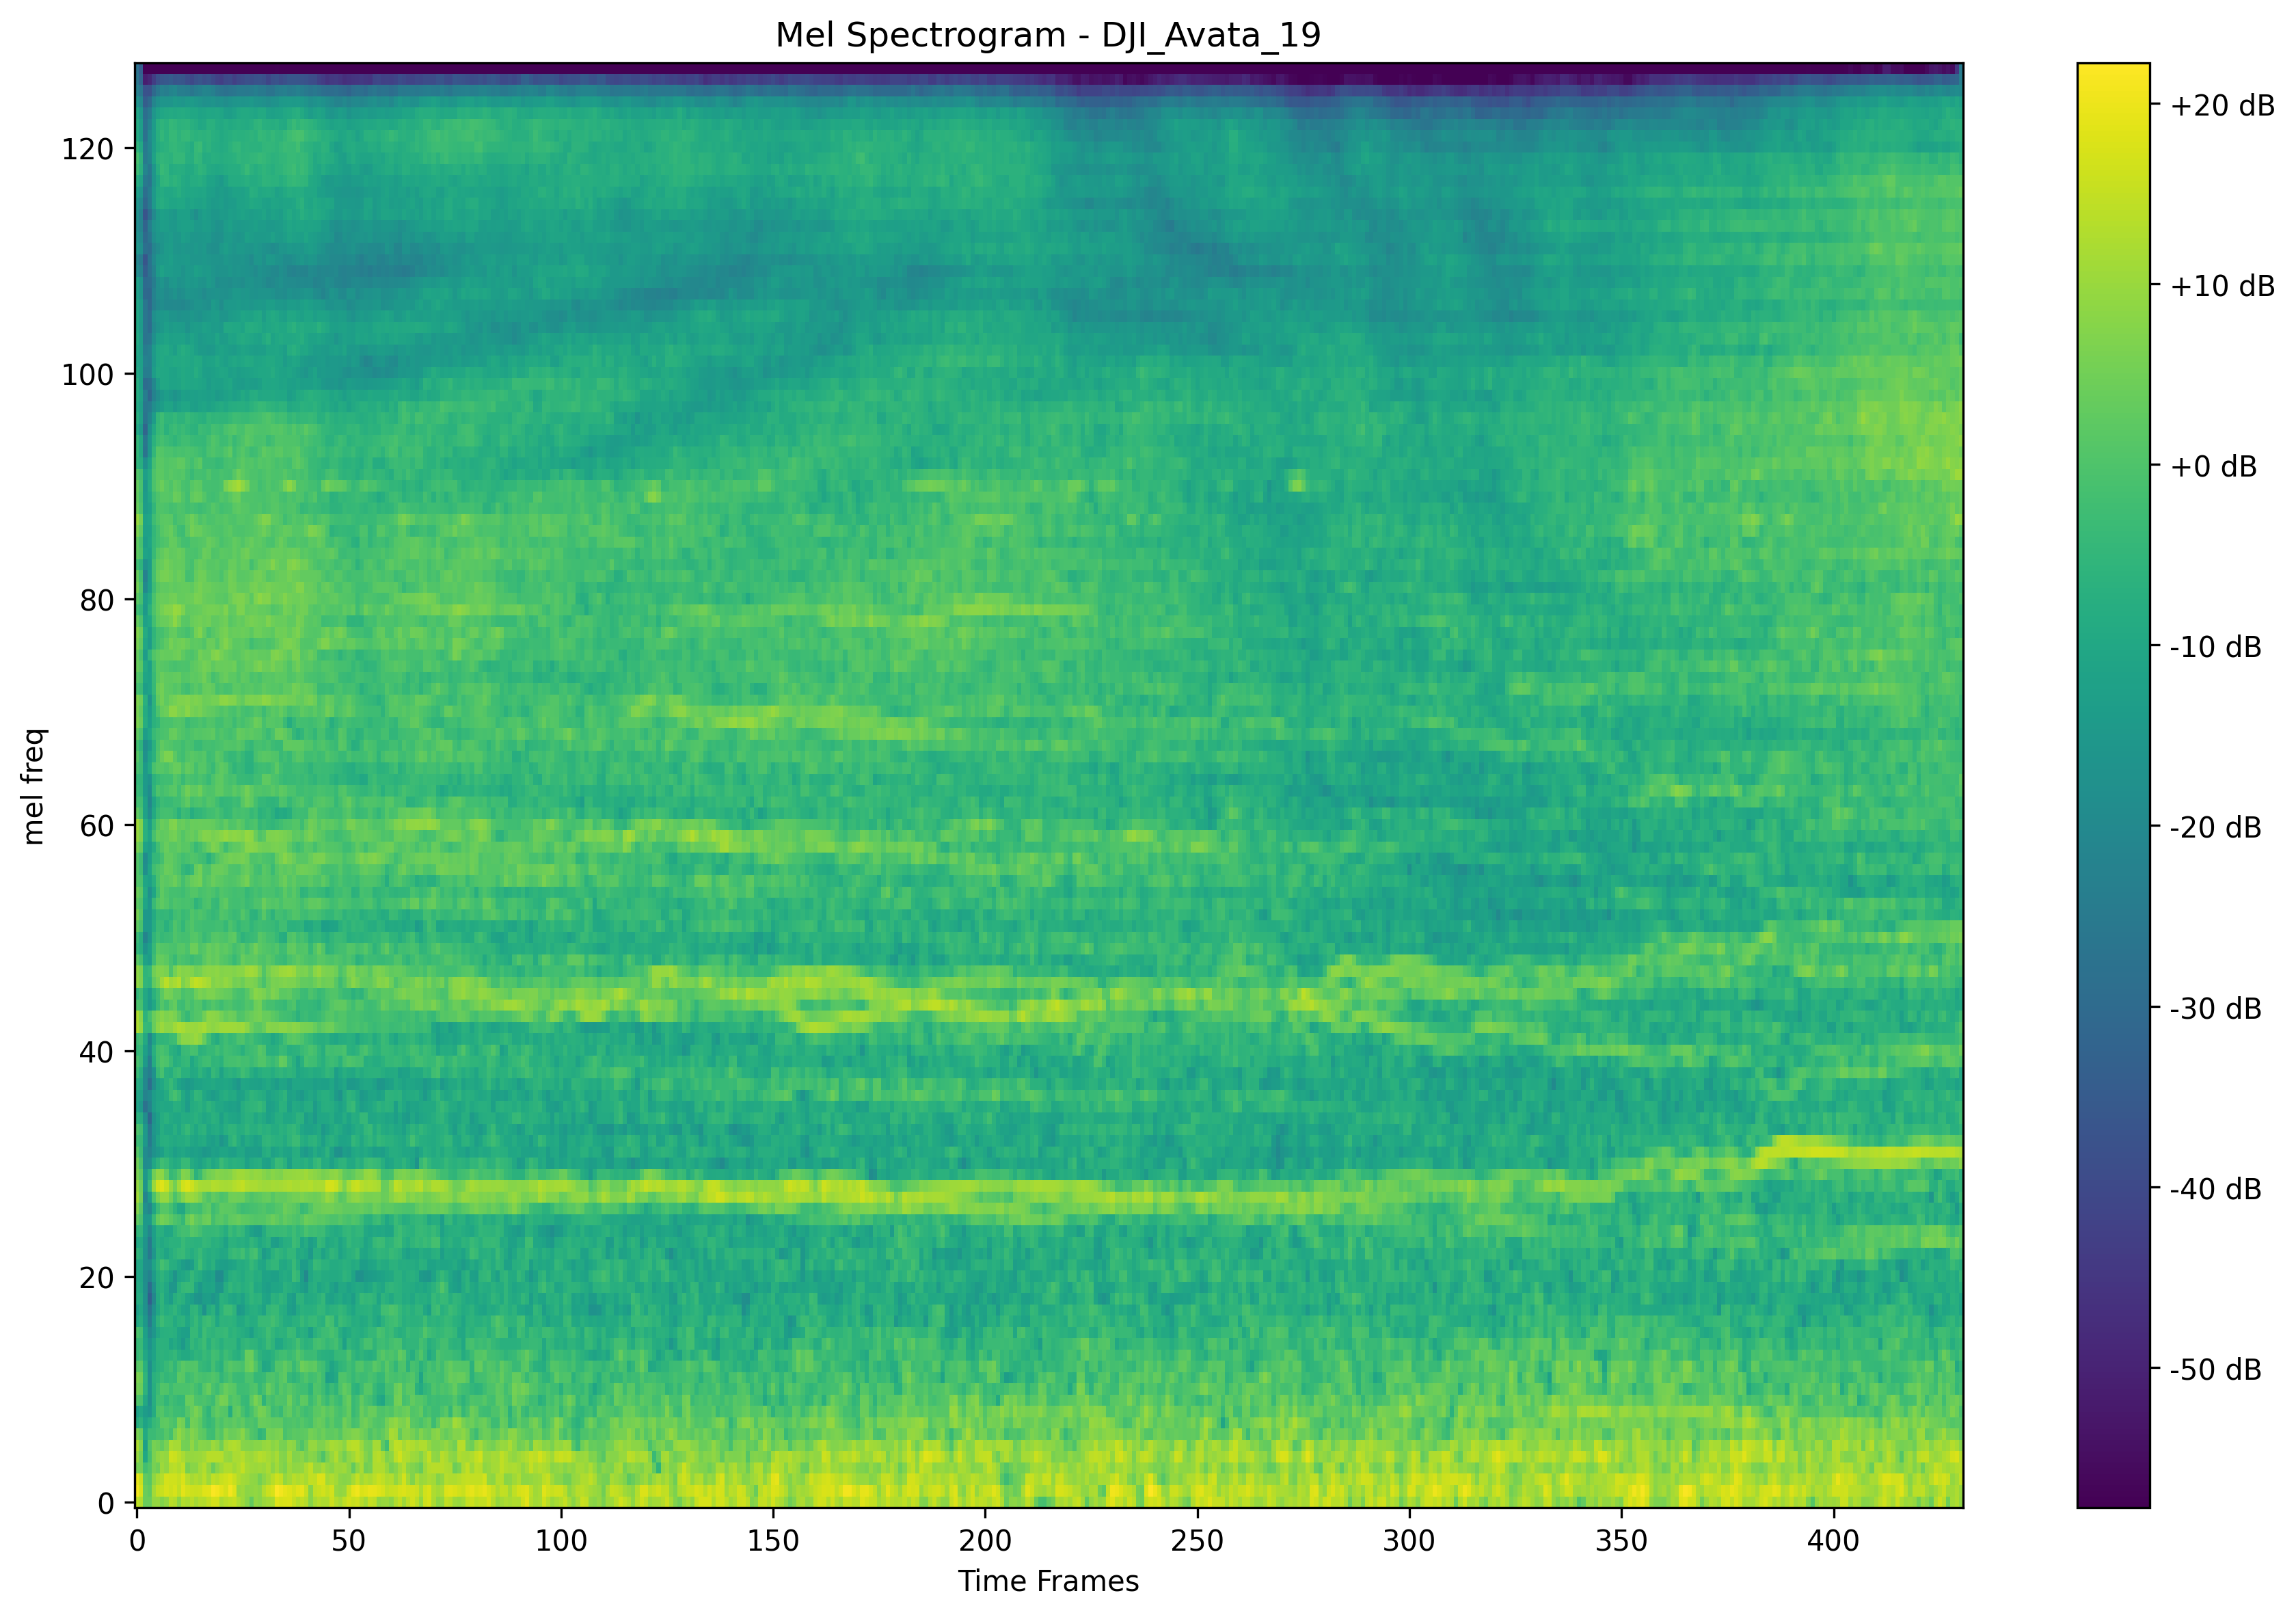 Mel Spectrogram - DJI_Avata_19
mel freq
120
100
80
60
40
20
0
0 50 100 150 200 250 300 350 400
Time Frames
+20 dB
+10 dB
+0 dB
-10 dB
-20 dB
-30 dB
-40 dB
-50 dB